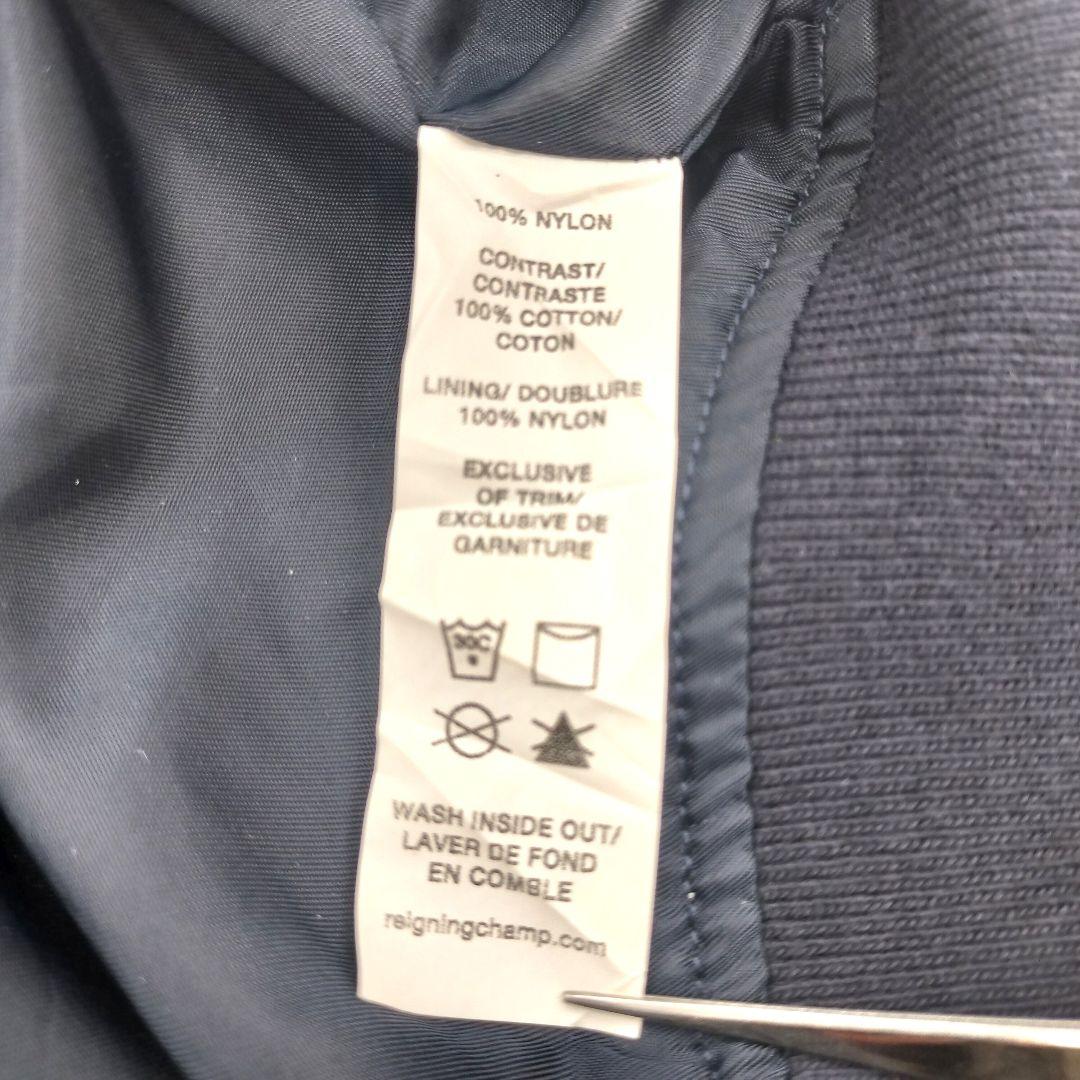 100% NYLON
CONTRAST/
CONTRASTE
100% COTTON/
COTON
LINING/ DOUBLURE
100% NYLON
EXCLUSIVE
OF TRIM/
EXCLUSIVE DE
GARNITURE
30C
WASH INSIDE OUT/
LAVER DE FOND
EN COMBLE
reigningchamp.com